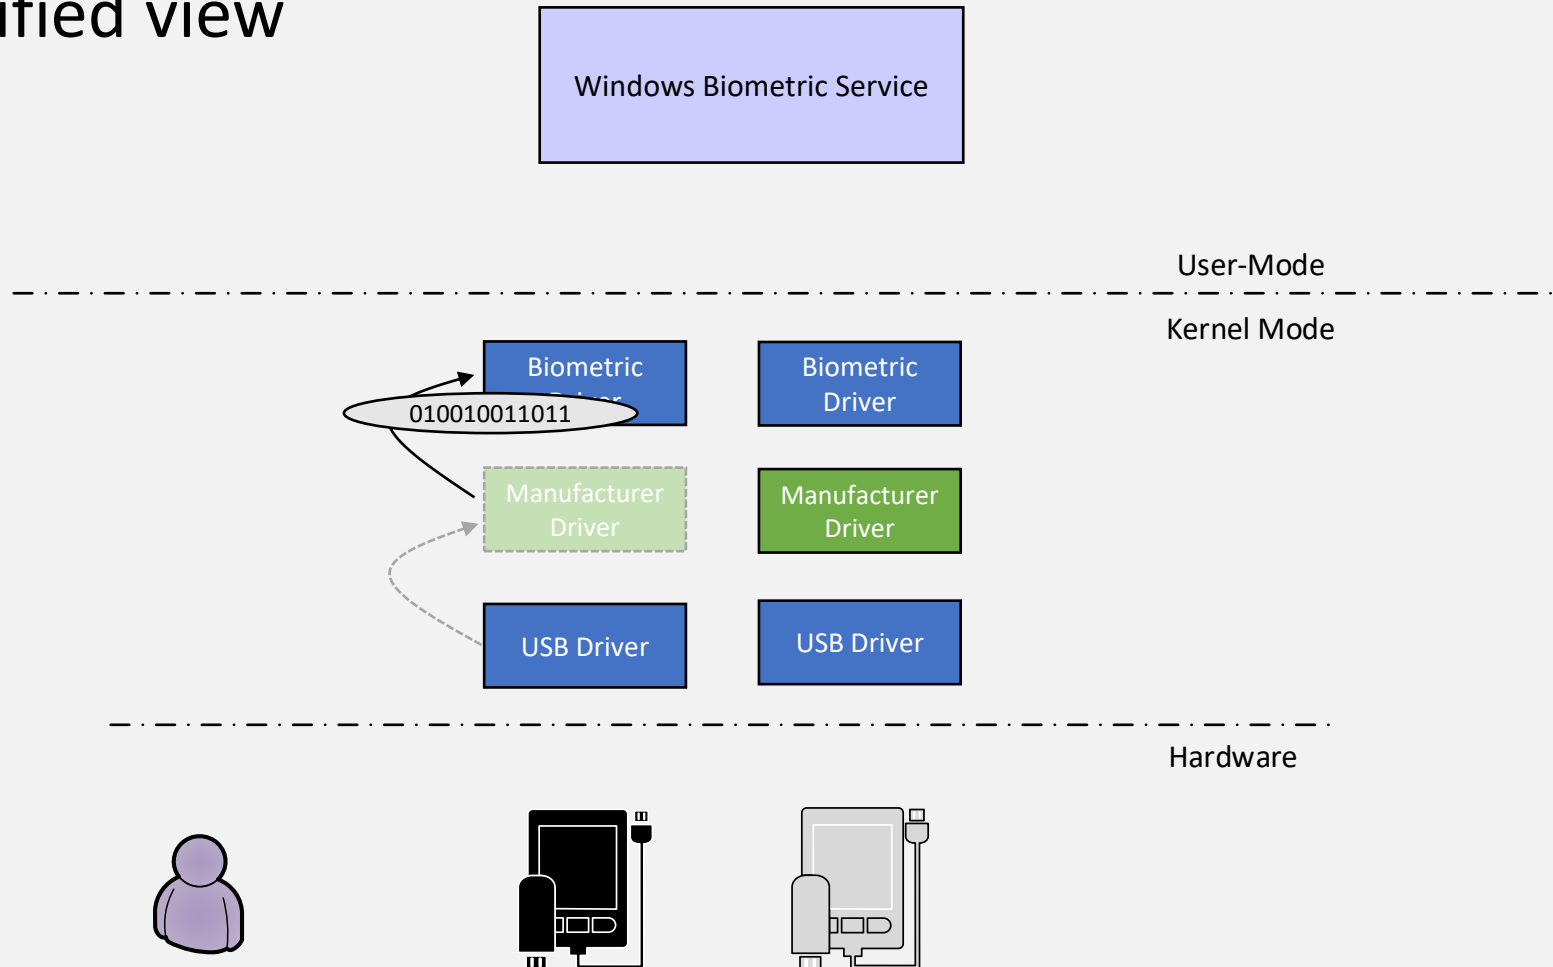 ified view
Windows Biometric Service
User-Mode
Kernel Mode
Biometric
Biometric
Driver
010010011011
Manufacturer
Driver
Manufacturer
Driver
USB Driver
USB Driver
Hardware